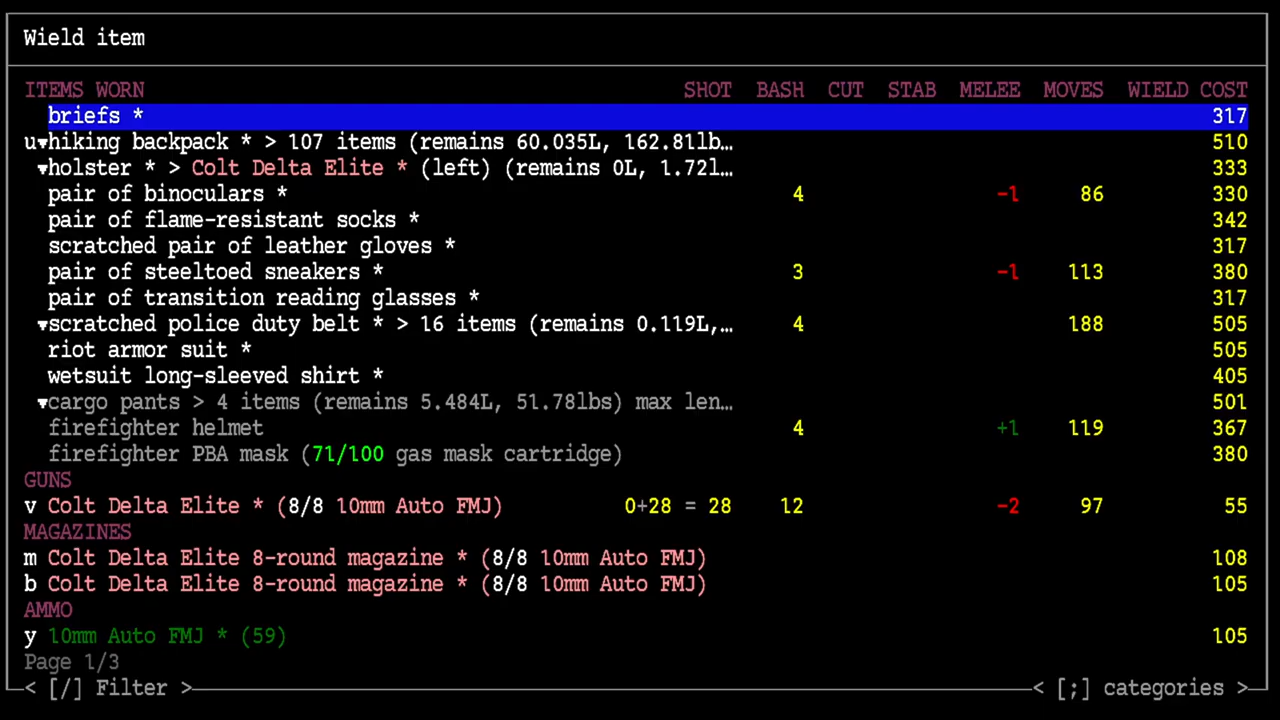 Wield item
ITEMS WORN SHOT BASH CUT STAB MELEE MOVES WIELD COST
briefs * 317
u▾hiking backpack * > 107 items (remains 60.035L, 162.81lb… 510
▾holster * > Colt Delta Elite * (left) (remains 0L, 1.72l… 333
pair of binoculars * 4 -1 86 330
pair of flame-resistant socks * 342
scratched pair of leather gloves * 317
pair of steeltoed sneakers * 3 -1 113 380
pair of transition reading glasses * 317
▾scratched police duty belt * > 16 items (remains 0.119L,… 4 188 505
riot armor suit * 505
wetsuit long-sleeved shirt * 405
▾cargo pants > 4 items (remains 5.484L, 51.78lbs) max len… 501
firefighter helmet 4 +1 119 367
firefighter PBA mask (71/100 gas mask cartridge) 380
GUNS
v Colt Delta Elite * (8/8 10mm Auto FMJ) 0+28 = 28 12 -2 97 55
MAGAZINES
m Colt Delta Elite 8-round magazine * (8/8 10mm Auto FMJ) 108
b Colt Delta Elite 8-round magazine * (8/8 10mm Auto FMJ) 105
AMMO
y 10mm Auto FMJ * (59) 105
Page 1/3
< [/] Filter > < [;] categories >